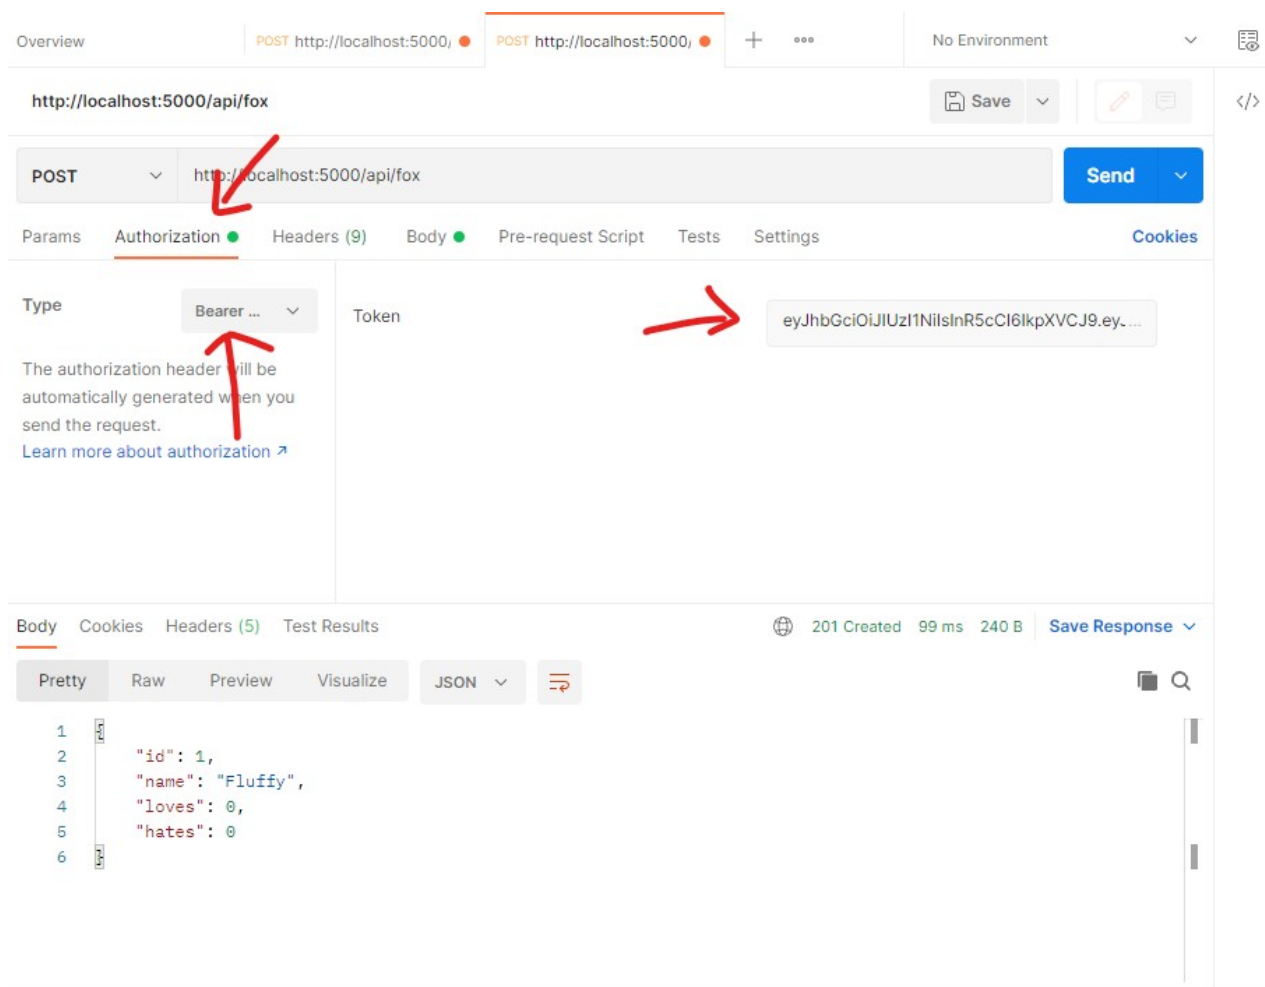 Overview POST http://localhost:5000/ POST http://localhost:5000/ No Environment
http://localhost:5000/api/fox Save
POST http://localhost:5000/api/fox Send
Params Authorization Headers (9) Body Pre-request Script Tests Settings Cookies
Type Bearer ... Token eyJhbGciOiJIUzI1NiIsInR5cCI6IkpXVCJ9.ey. ...
The authorization header will be
automatically generated when you
send the request.
Learn more about authorization ↗
Body Cookies Headers (5) Test Results 201 Created 99 ms 240 B Save Response
Pretty Raw Preview Visualize JSON
1 {
2 "id": 1,
3 "name": "Fluffy",
4 "loves": 0,
5 "hates": 0
6 }